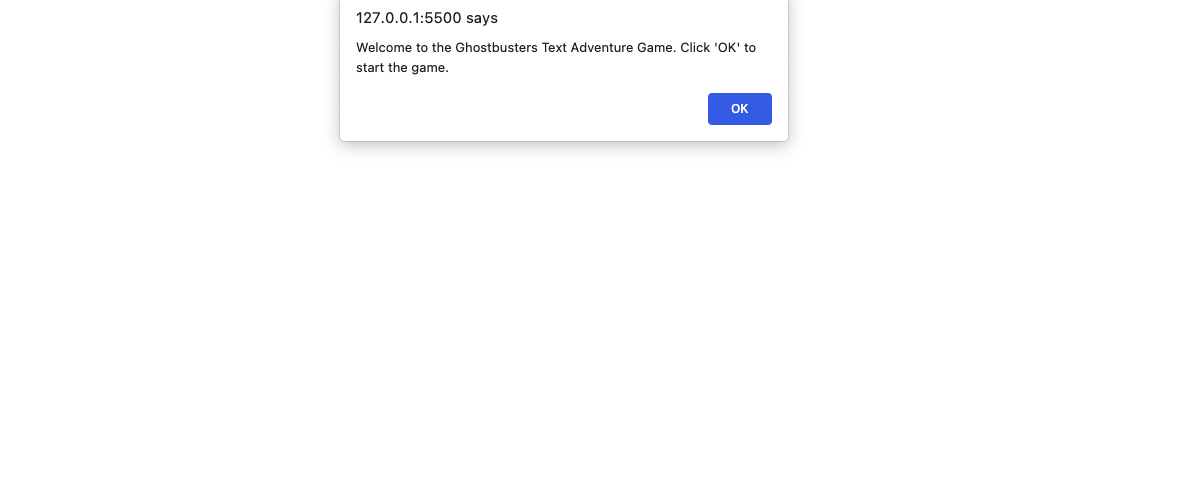 127.0.0.1:5500 says
Welcome to the Ghostbusters Text Adventure Game. Click 'OK' to
start the game.
OK